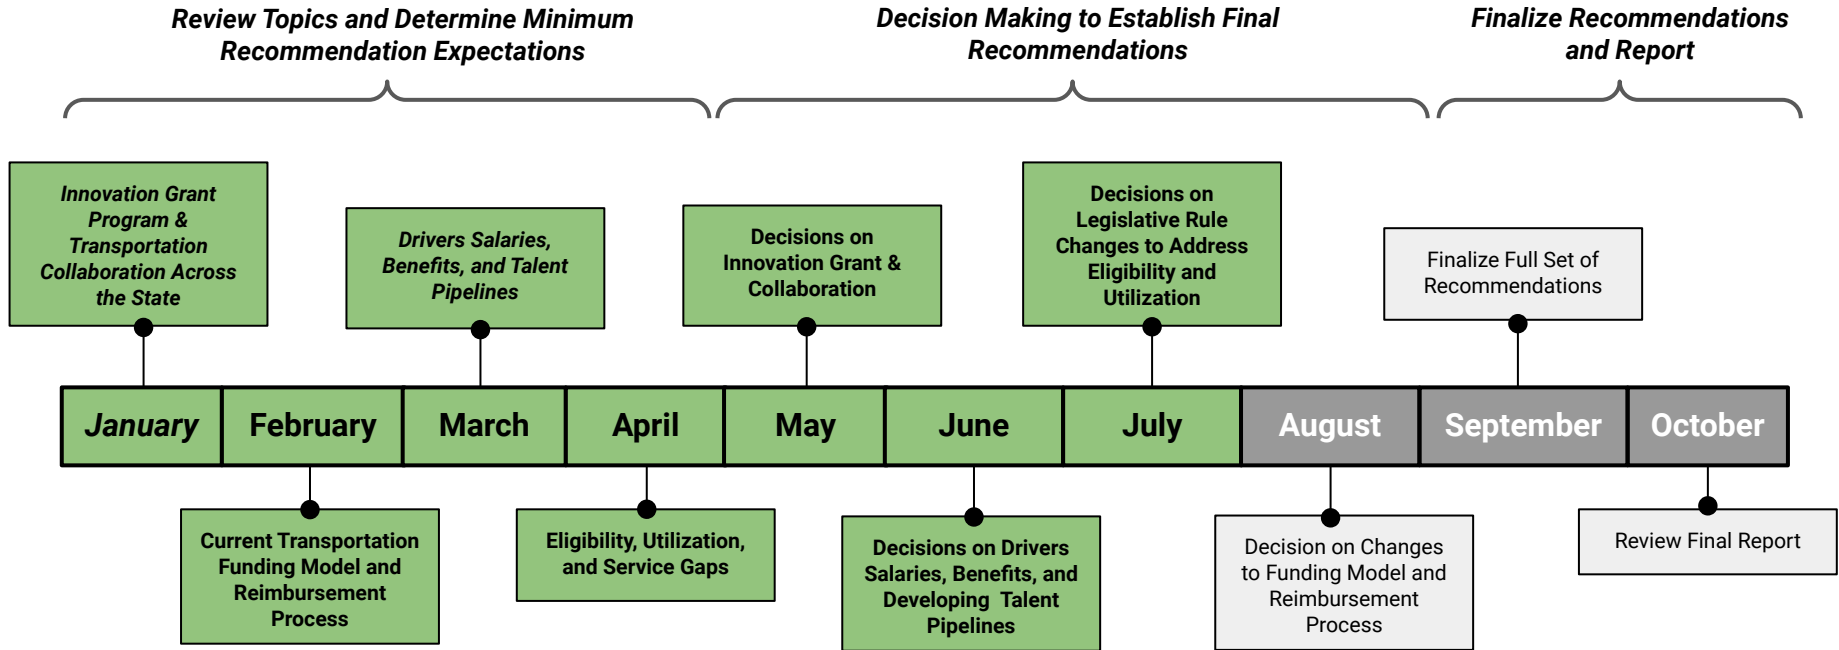 Review Topics and Determine Minimum
Recommendation Expectations
Decision Making to Establish Final
Recommendations
Finalize Recommendations
and Report
Innovation Grant
Program &
Transportation
Collaboration Across
the State
Drivers Salaries,
Benefits, and Talent
Pipelines
Decisions on
Innovation Grant &
Collaboration
Decisions on
Legislative Rule
Changes to Address
Eligibility and
Utilization
Finalize Full Set of
Recommendations
January
February
March
April
May
June
July
August
September
October
Current Transportation
Funding Model and
Reimbursement
Process
Eligibility, Utilization,
and Service Gaps
Decisions on Drivers
Salaries, Benefits, and
Developing Talent
Pipelines
Decision on Changes
to Funding Model and
Reimbursement
Process
Review Final Report